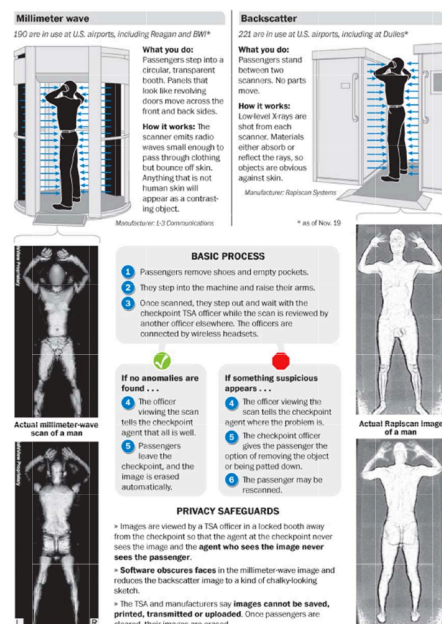 Millimeter wave
190 are in use at U.S. airports, including Reagan and BWI*
What you do:
Passengers step into a
circular, transparent
booth. Panels that
look like revolving
doors move across the
front and back sides.
How it works: The
scanner emits radio
waves small enough to
pass through clothing
but bounce off skin.
Anything that is not
human skin will
appear as a contrast-
ing object.
Manufacturer: L-3 Communications
Backscatter
221 are in use at U.S. airports, including at Dulles*
What you do:
Passengers stand
between two
scanners. No parts
move.
How it works:
Low-level X-rays are
shot from each
scanner. Materials
either absorb or
reflect the rays, so
objects are obvious
against skin.
Manufacturer: Rapiscan Systems
* as of Nov. 19
BASIC PROCESS
1 Passengers remove shoes and empty pockets.
2 They step into the machine and raise their arms.
3 Once scanned, they step out and wait with the
checkpoint TSA officer while the scan is reviewed by
another officer elsewhere. The officers are
connected by wireless headsets.
If no anomalies are
found . . .
4 The officer
viewing the scan
tells the checkpoint
agent that all is well.
5 Passengers
leave the
checkpoint, and the
image is erased
automatically.
If something suspicious
appears . . .
4 The officer viewing the
scan tells the checkpoint
agent where the problem is.
5 The checkpoint officer
gives the passenger the
option of removing the object
or being patted down.
6 The passenger may be
rescanned.
Actual millimeter-wave
scan of a man
Actual Rapiscan image
of a man
PRIVACY SAFEGUARDS
» Images are viewed by a TSA officer in a locked booth away
from the checkpoint so that the agent at the checkpoint never
sees the image and the agent who sees the image never
sees the passenger.
» Software obscures faces in the millimeter-wave image and
reduces the backscatter image to a kind of chalky-looking
sketch.
» The TSA and manufacturers say images cannot be saved,
printed, transmitted or uploaded. Once passengers are
cleared, their images are erased.